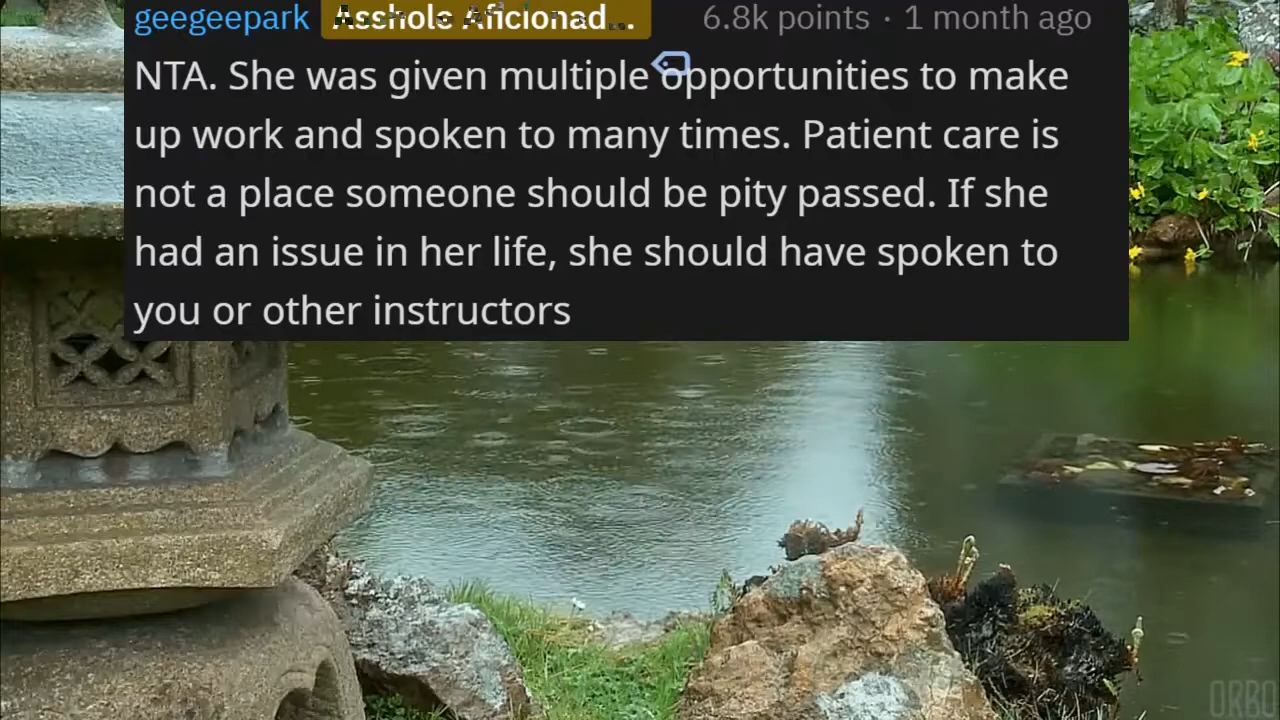 geegeepark Asshole Aficionad... 6.8k points · 1 month ago
NTA. She was given multiple opportunities to make
up work and spoken to many times. Patient care is
not a place someone should be pity passed. If she
had an issue in her life, she should have spoken to
you or other instructors
ORBO